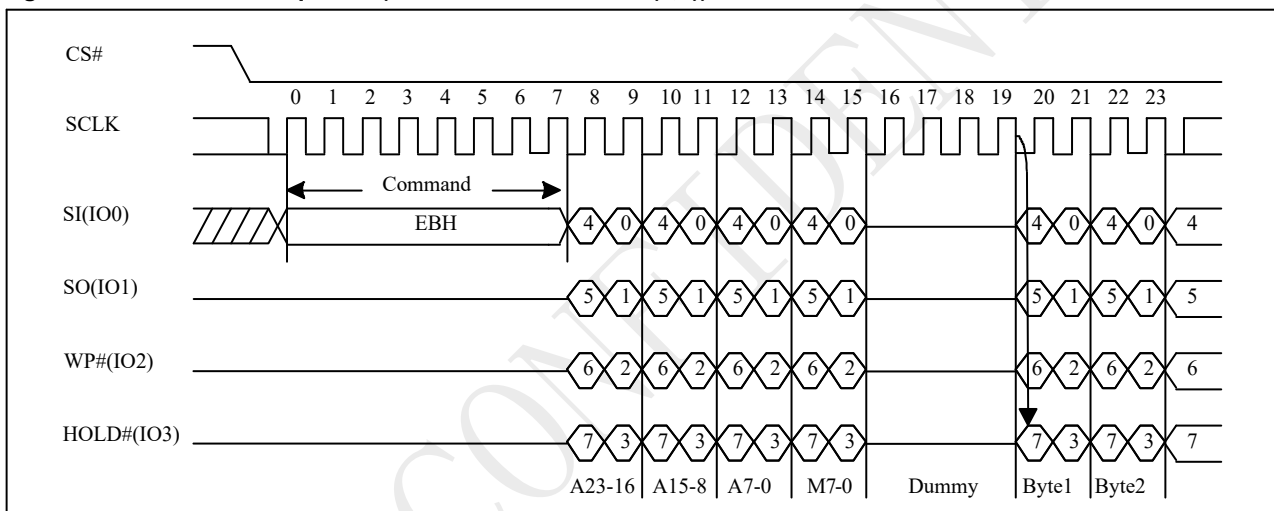 CS#
0 1 2 3 4 5 6 7 8 9 10 11 12 13 14 15 16 17 18 19 20 21 22 23
SCLK
Command
SI(IO0) EBH 4 0 4 0 4 0 4 0 4 0 4 0 4
SO(IO1) 5 1 5 1 5 1 5 1 5 1 5 1 5
WP#(IO2) 6 2 6 2 6 2 6 2 6 2 6 2 6
HOLD#(IO3) 7 3 7 3 7 3 7 3 7 3 7 3 7
A23-16 A15-8 A7-0 M7-0 Dummy Byte1 Byte2